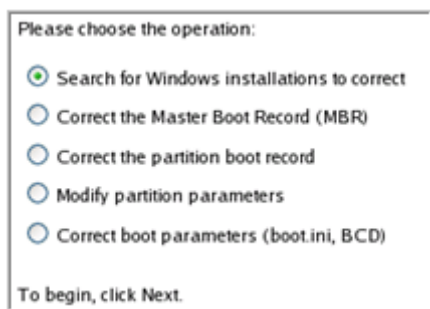 Please choose the operation:
Search for Windows installations to correct
Correct the Master Boot Record (MBR)
Correct the partition boot record
Modify partition parameters
Correct boot parameters (boot.ini, BCD)
To begin, click Next.